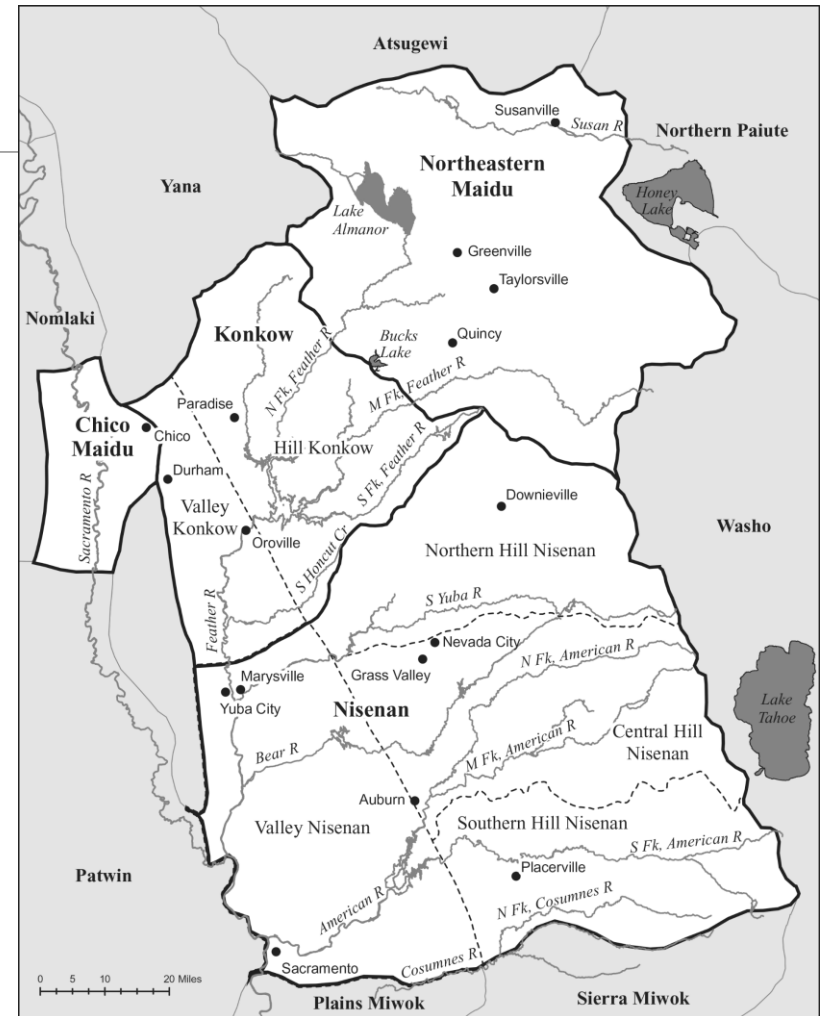 Atsugewi
Susanville
Susan R
Northern Paiute
Northeastern
Maidu
Yana
Honey
Lake
Lake
Almanor
Greenville
Taylorsville
Nomlaki
Konkow
Bucks
Lake
Quincy
N Fk, Feather R
M Fk, Feather R
Paradise
Chico
Maidu
Chico
Hill Konkow
S Fk, Feather R
Durham
Sacramento R
Valley
Konkow
Oroville
Downieville
Washo
S Honcut Cr
Northern Hill Nisenan
Feather R
S Yuba R
Nevada City
Grass Valley
N Fk, American R
Marysville
Yuba City
Nisenan
Lake
Tahoe
Bear R
M Fk, American R
Central Hill
Nisenan
Auburn
Valley Nisenan
Southern Hill Nisenan
S Fk, American R
Patwin
Placerville
American R
N Fk, Cosumnes R
Sacramento
Cosumnes R
0 5 10 20 Miles
Plains Miwok
Sierra Miwok